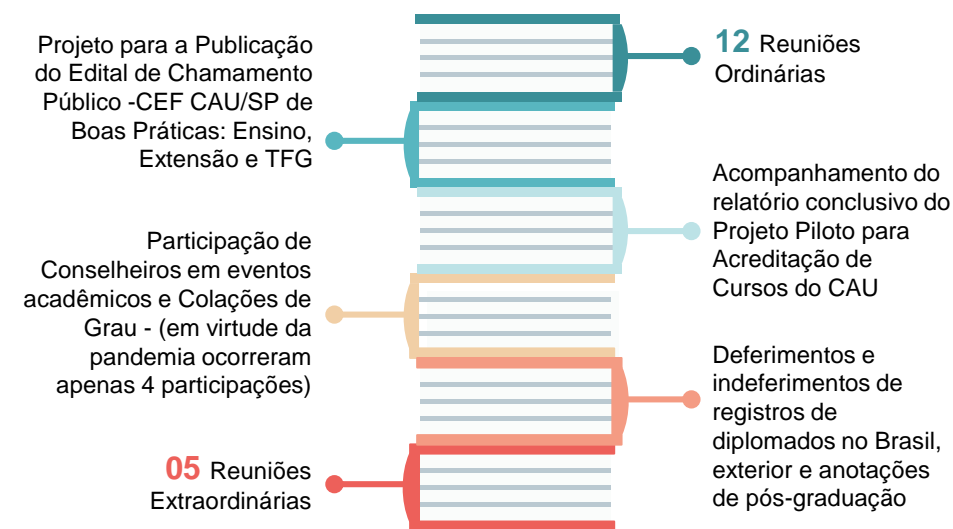 12 Reuniões
Ordinárias
Projeto para a Publicação
do Edital de Chamamento
Público -CEF CAU/SP de
Boas Práticas: Ensino,
Extensão e TFG
Acompanhamento do
relatório conclusivo do
Projeto Piloto para
Acreditação de
Cursos do CAU
Participação de
Conselheiros em eventos
acadêmicos e Colações de
Grau - (em virtude da
pandemia ocorreram
apenas 4 participações)
Deferimentos e
indeferimentos de
registros de
diplomados no Brasil,
exterior e anotações
de pós-graduação
05 Reuniões
Extraordinárias